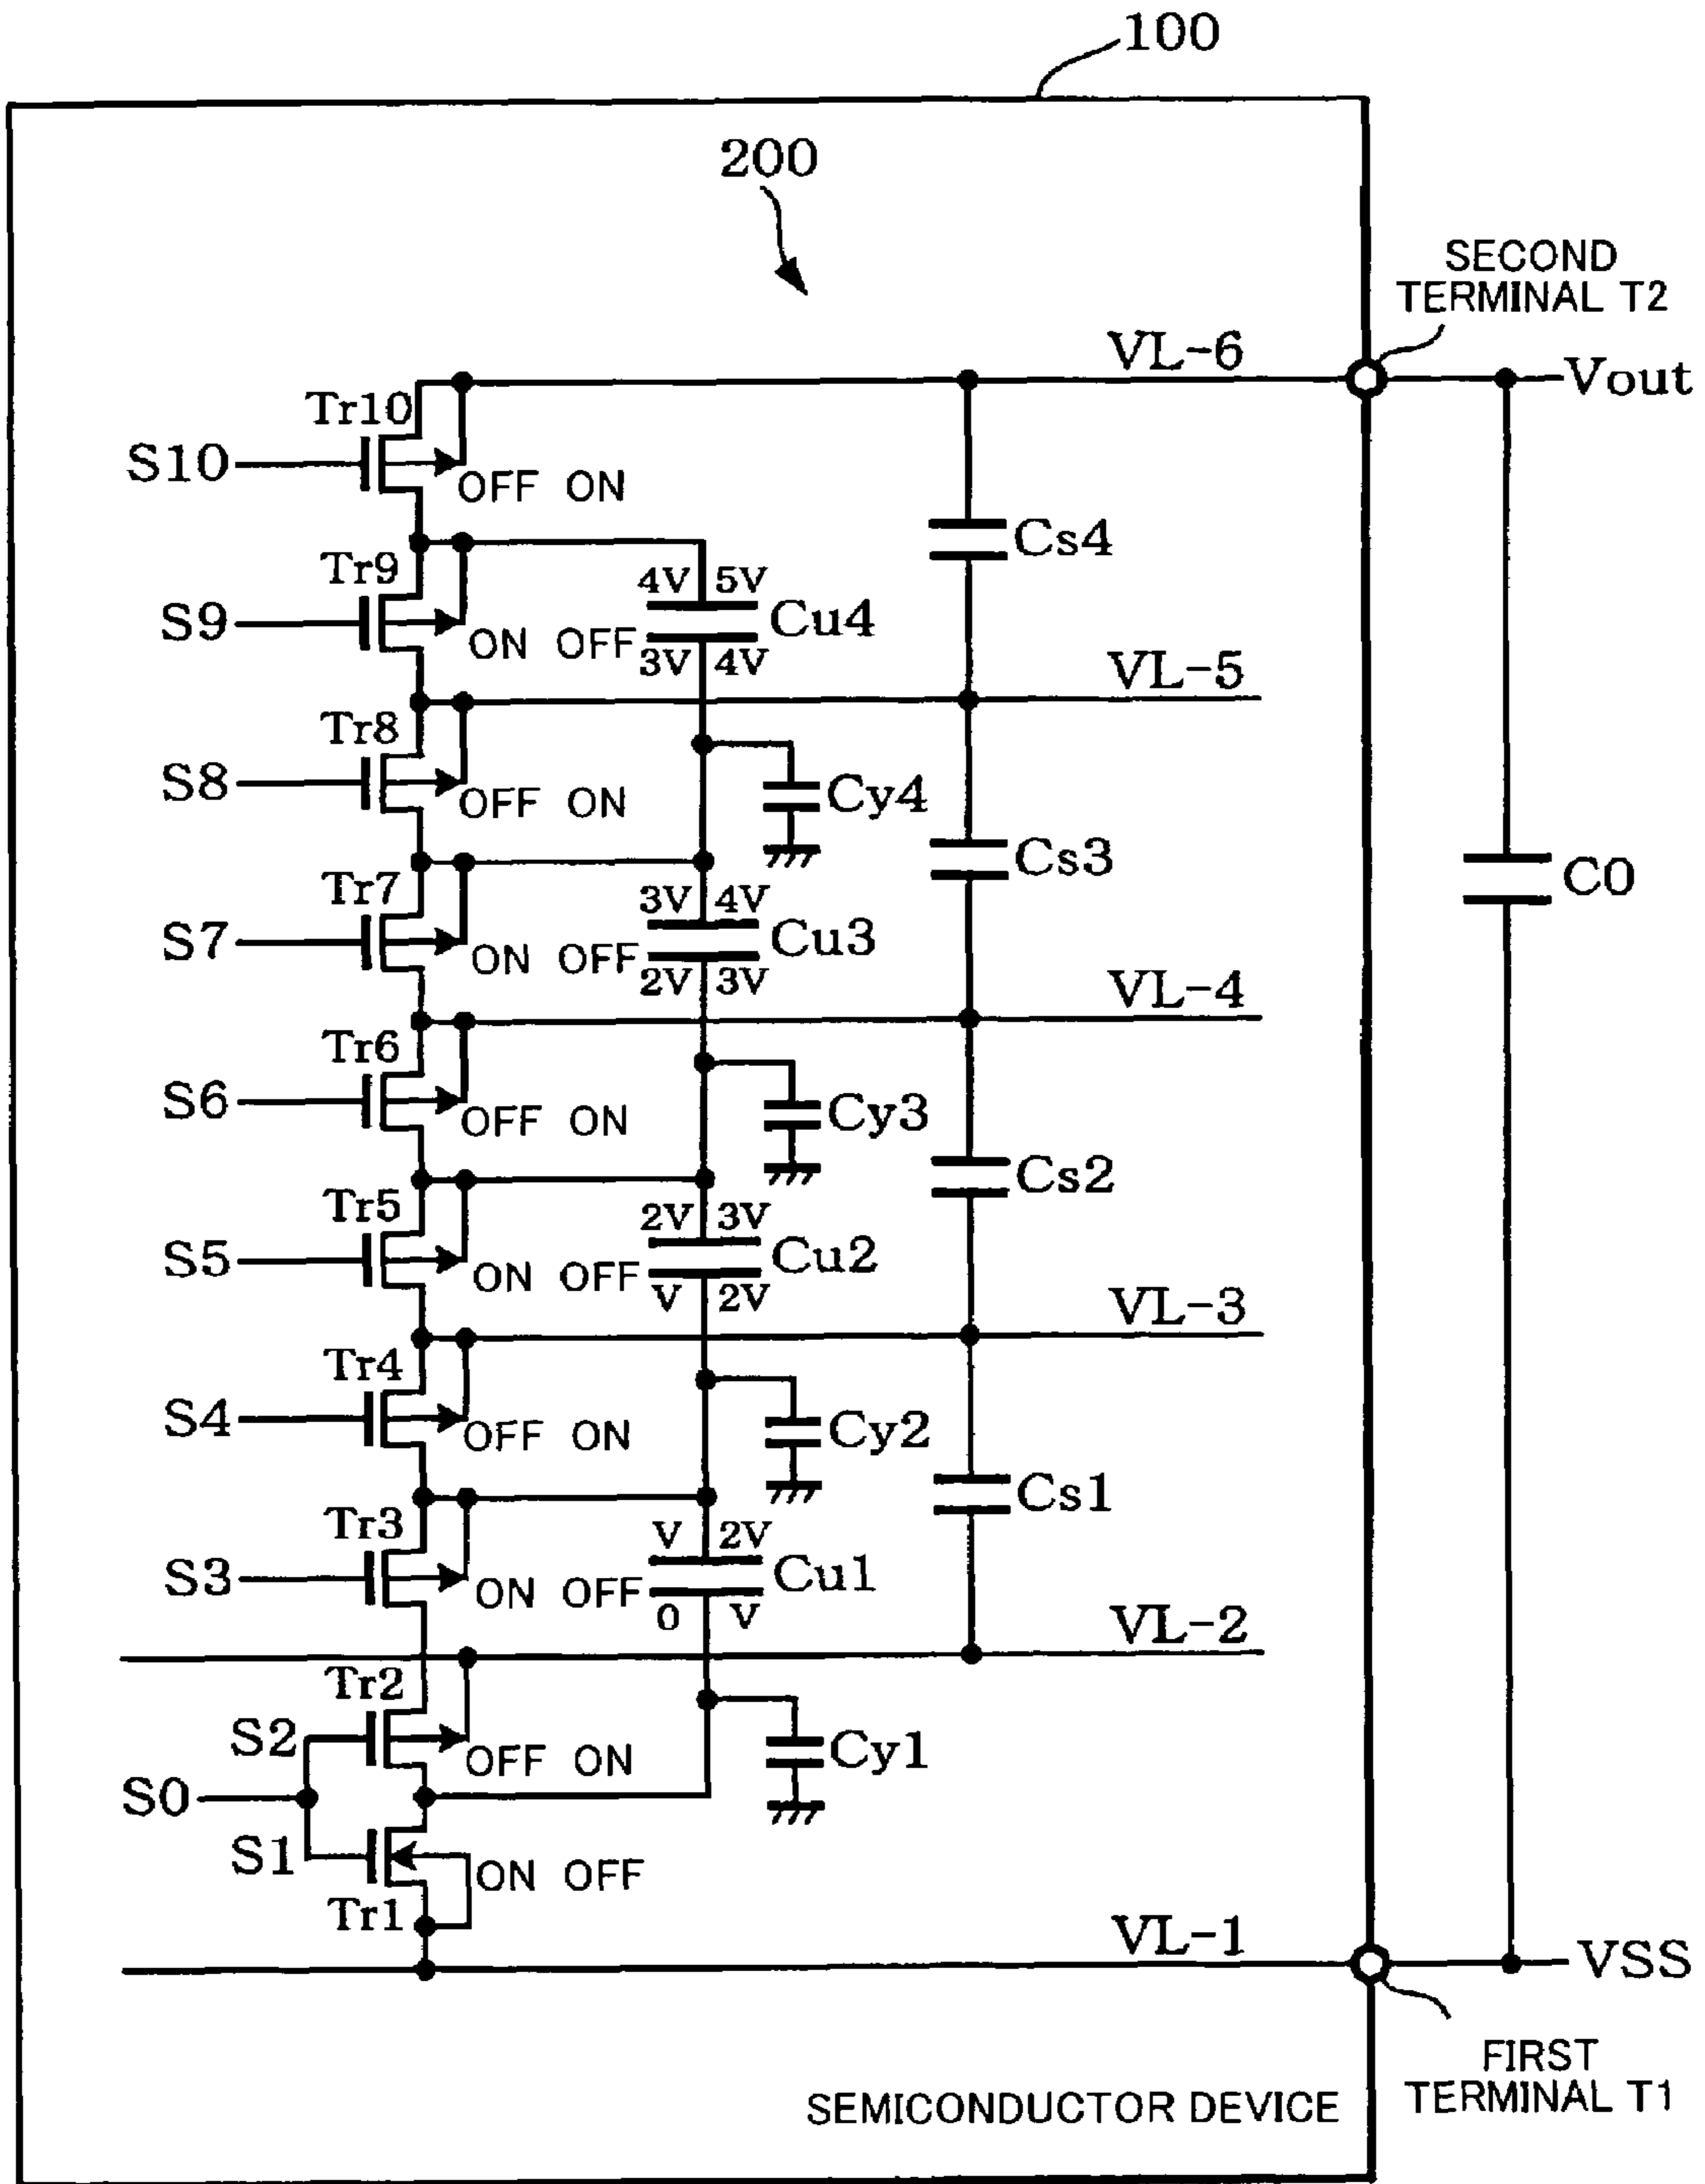 100
200
SECOND
TERMINAL T2
VL-6
Vout
Tr10
S10
OFF ON
Cs4
Tr9
4V 5V
S9
Cu4
ON OFF
3V 4V
VL-5
Tr8
S8
OFF ON
Cy4
Cs3
C0
Tr7
3V 4V
S7
Cu3
ON OFF
2V 3V
VL-4
Tr6
S6
OFF ON
Cy3
Cs2
Tr5
2V 3V
S5
Cu2
ON OFF
V 2V
VL-3
Tr4
S4
OFF ON
Cy2
Cs1
Tr3
V 2V
S3
Cu1
ON OFF
0 V
VL-2
Tr2
S2
OFF ON
Cy1
S0
S1
ON OFF
Tr1
VL-1
VSS
FIRST
TERMINAL T1
SEMICONDUCTOR DEVICE